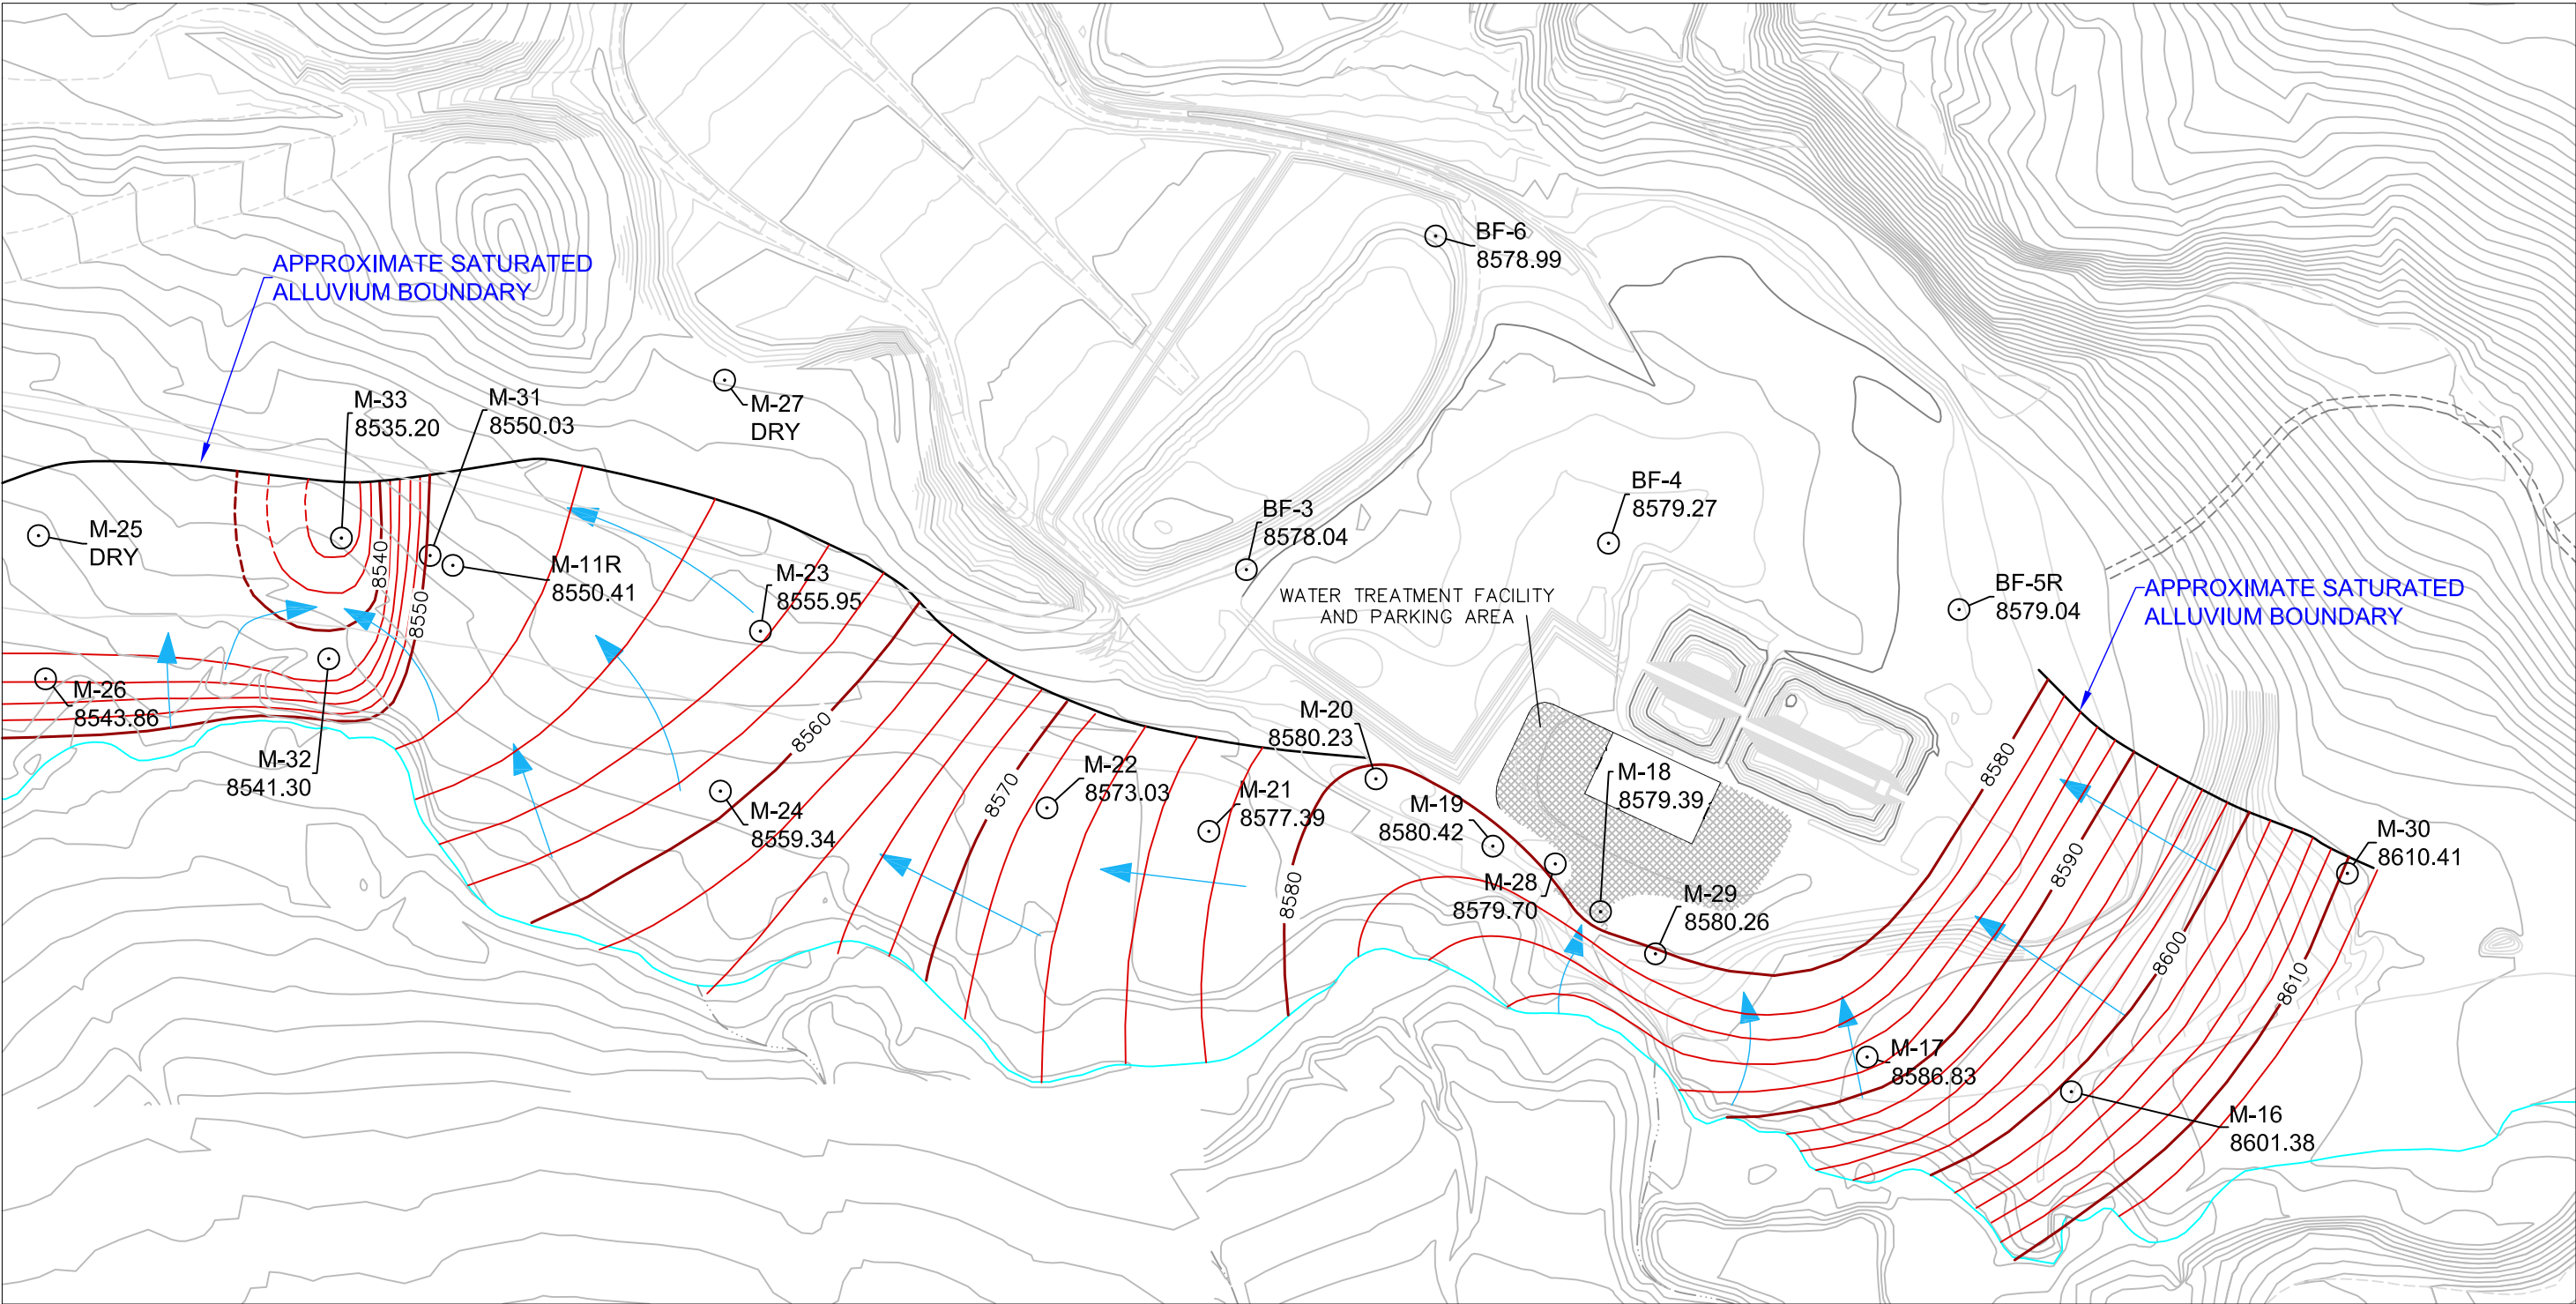 BF-6
8578.99
APPROXIMATE SATURATED
ALLUVIUM BOUNDARY
M-33
8535.20
M-31
8550.03
M-27
DRY
M-25
DRY
8540
M-11R
8550.41
8550
M-23
8555.95
BF-3
8578.04
BF-4
8579.27
WATER TREATMENT FACILITY
AND PARKING AREA
BF-5R
8579.04
APPROXIMATE SATURATED
ALLUVIUM BOUNDARY
M-26
8543.86
M-32
8541.30
8560
M-24
8559.34
8570
M-22
8573.03
M-21
8577.39
M-20
8580.23
M-19
8580.42
8580
M-28
8579.70
M-18
8579.39
M-29
8580.26
8580
8590
8600
8610
M-30
8610.41
M-17
8586.83
M-16
8601.38